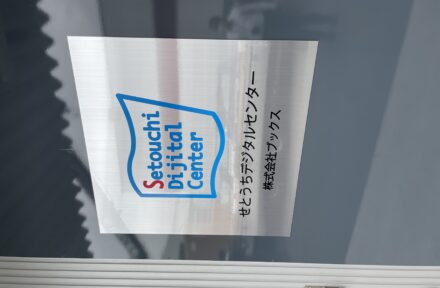 Setouchi
Dijital
Center
せとうちデジタルセンター
株式会社ブックス